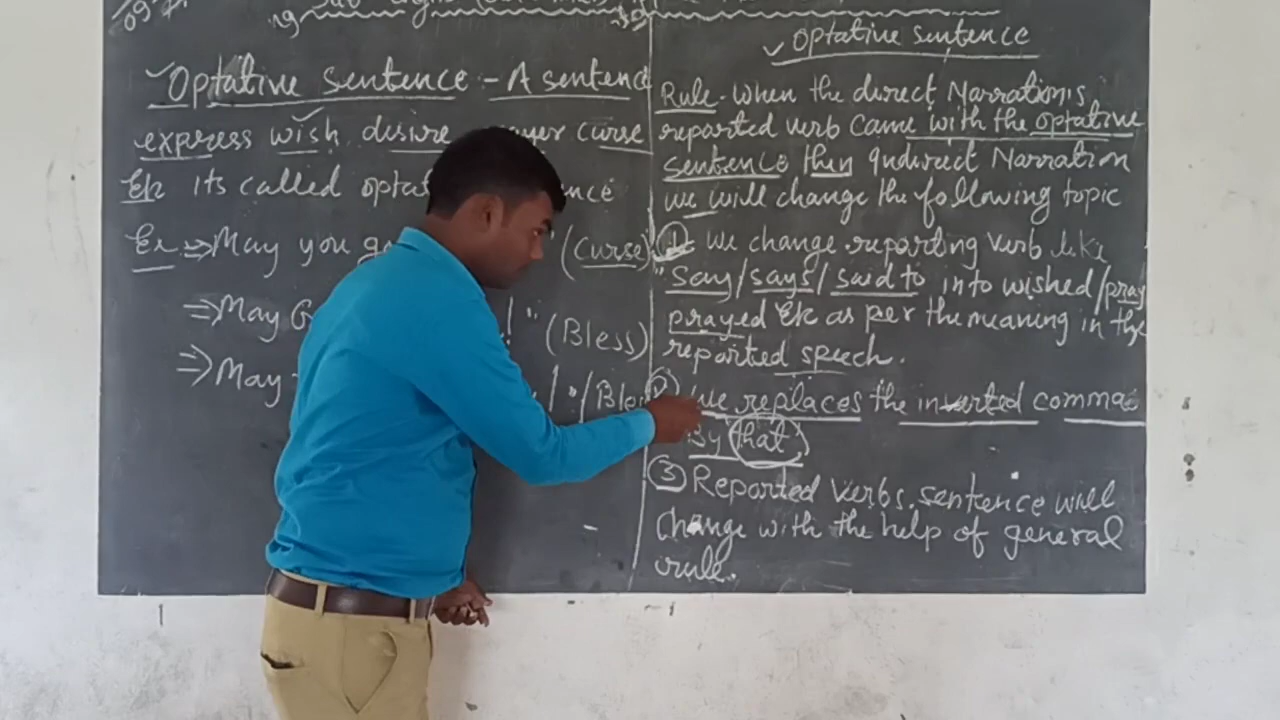 Optative sentence - A sentence
express wish, desire curse
Etc its called
Ex ⇒ May you " (curse)
⇒ May G ! " (Bless)
⇒ May ! "
✓ Optative sentence
Rule - When the direct Narration is
reported verb came with the optative
sentence then indirect Narration
we will change the following topic
① We change reporting verb like
"say/says/said to into wished/pray
prayed Etc as per the meaning in the
reported speech.
② We replaces the inverted commas
By that
③ Reported verbs. sentence will
change with the help of general
rule.